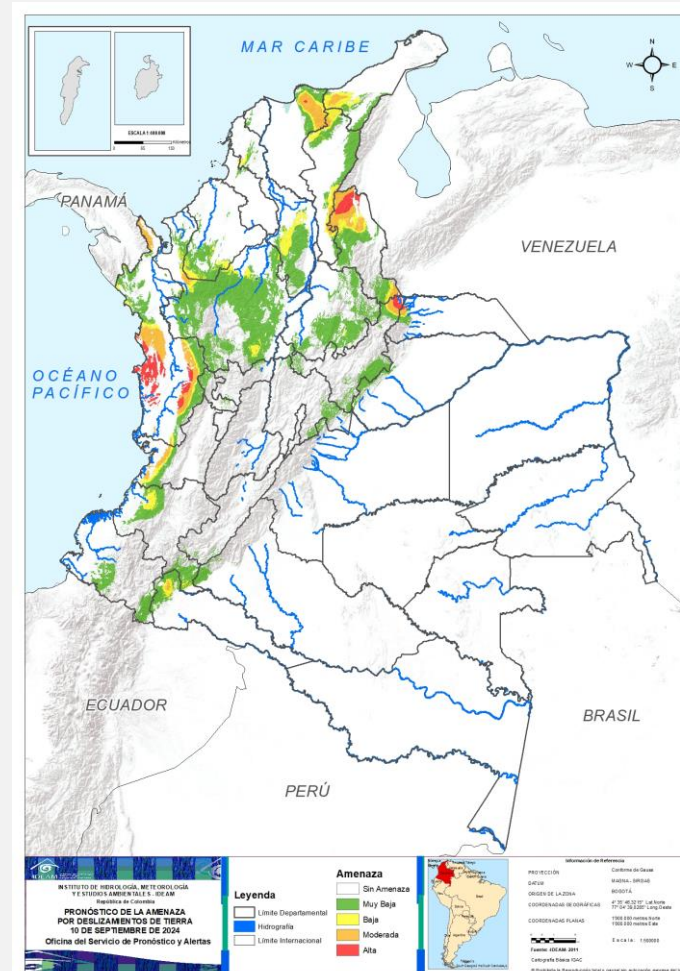 MAR CARIBE
N
W
E
S
PANAMÁ
VENEZUELA
OCÉANO
PACÍFICO
ECUADOR
BRASIL
PERÚ
IDEAM
INSTITUTO DE HIDROLOGÍA, METEOROLOGÍA
Y ESTUDIOS AMBIENTALES - IDEAM
República de Colombia
PRONÓSTICO DE LA AMENAZA
POR DESLIZAMIENTOS DE TIERRA
10 DE SEPTIEMBRE DE 2024
Oficina del Servicio de Pronóstico y Alertas
Leyenda
Límite Departamental
Hidrografía
Límite Internacional
Amenaza
Sin Amenaza
Muy Baja
Baja
Moderada
Alta
Información de Referencia
PROYECCIÓN
Conforme de Gauss
DATUM
MAGNA - SIRGAS
ORIGEN DE LA ZONA
BOGOTÁ
COORDENADAS GEOGRÁFICAS
COORDENADAS PLANAS
Escala
Fuente: IDEAM 2011
Cartografía Básica: IGAC